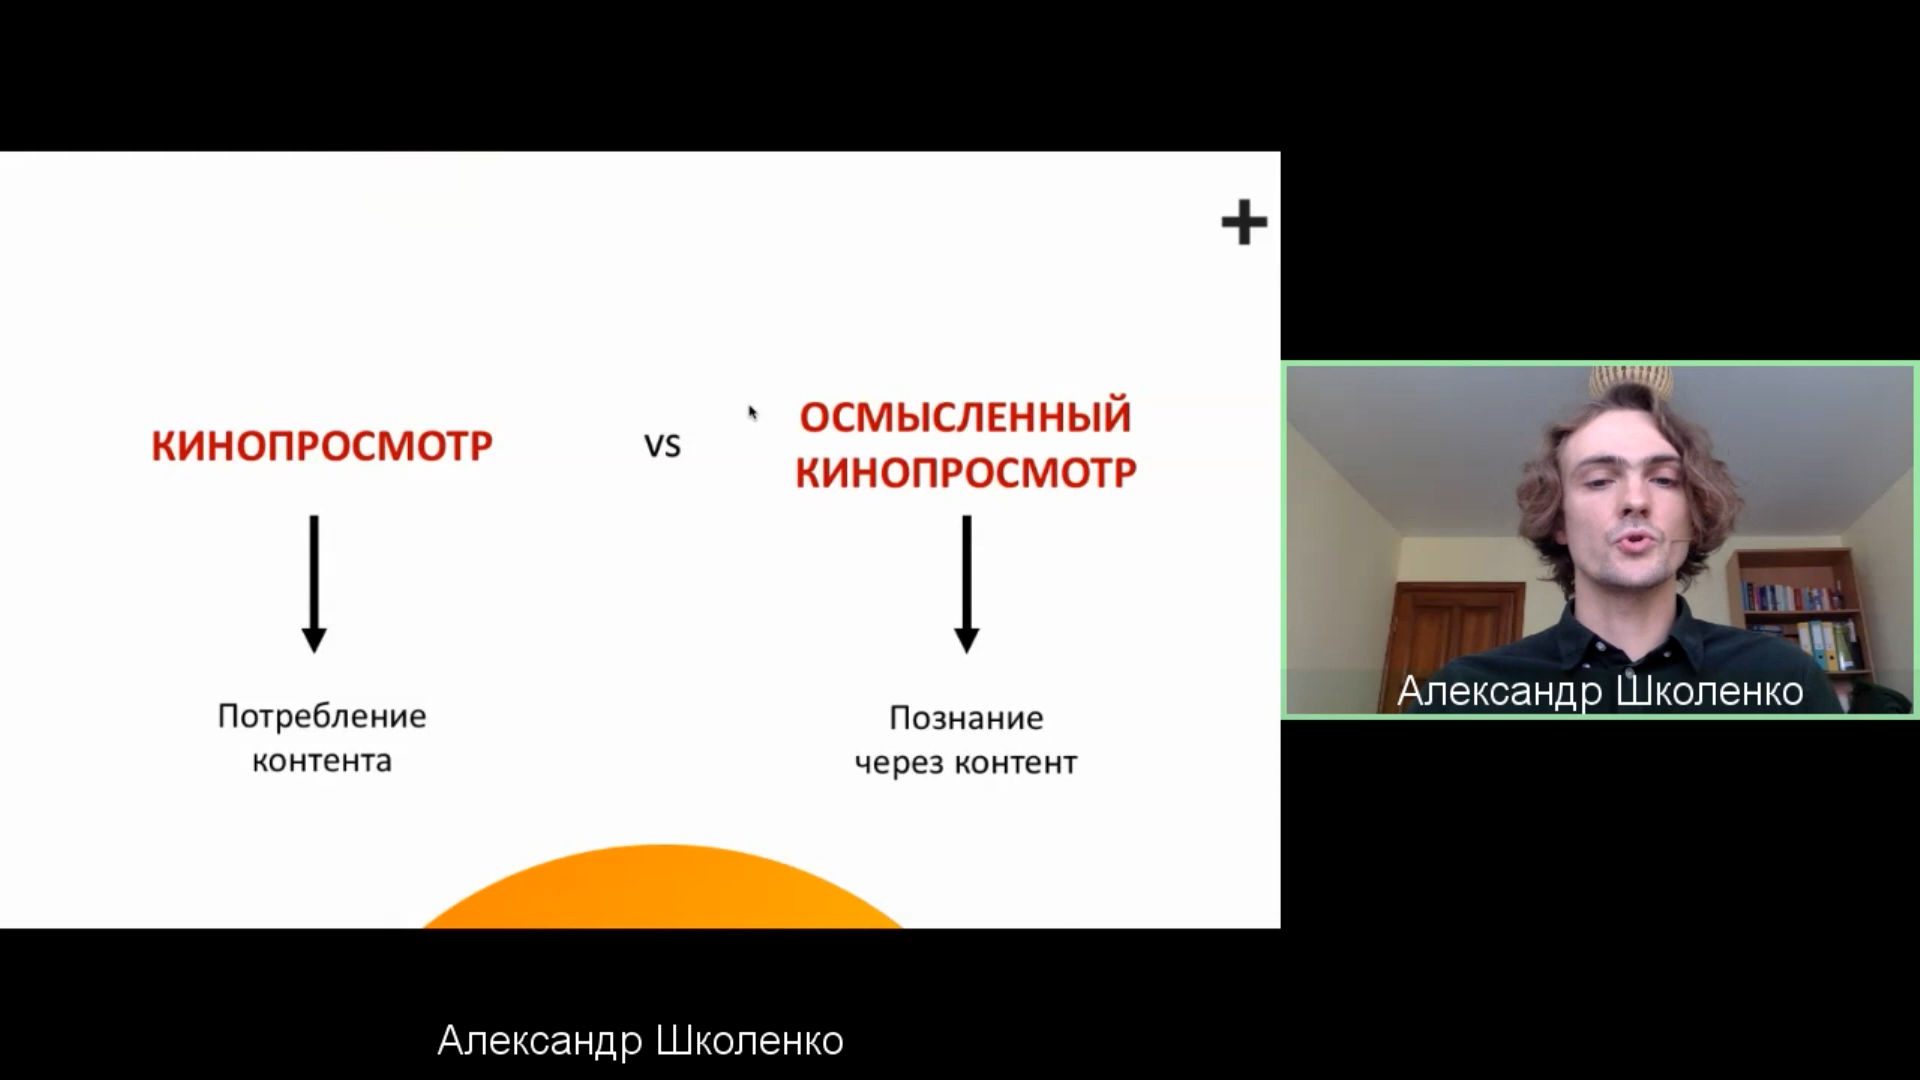 КИНОПРОСМОТР
vs
ОСМЫСЛЕННЫЙ
КИНОПРОСМОТР
Потребление
контента
Познание
через контент
Александр Школенко
Александр Школенко